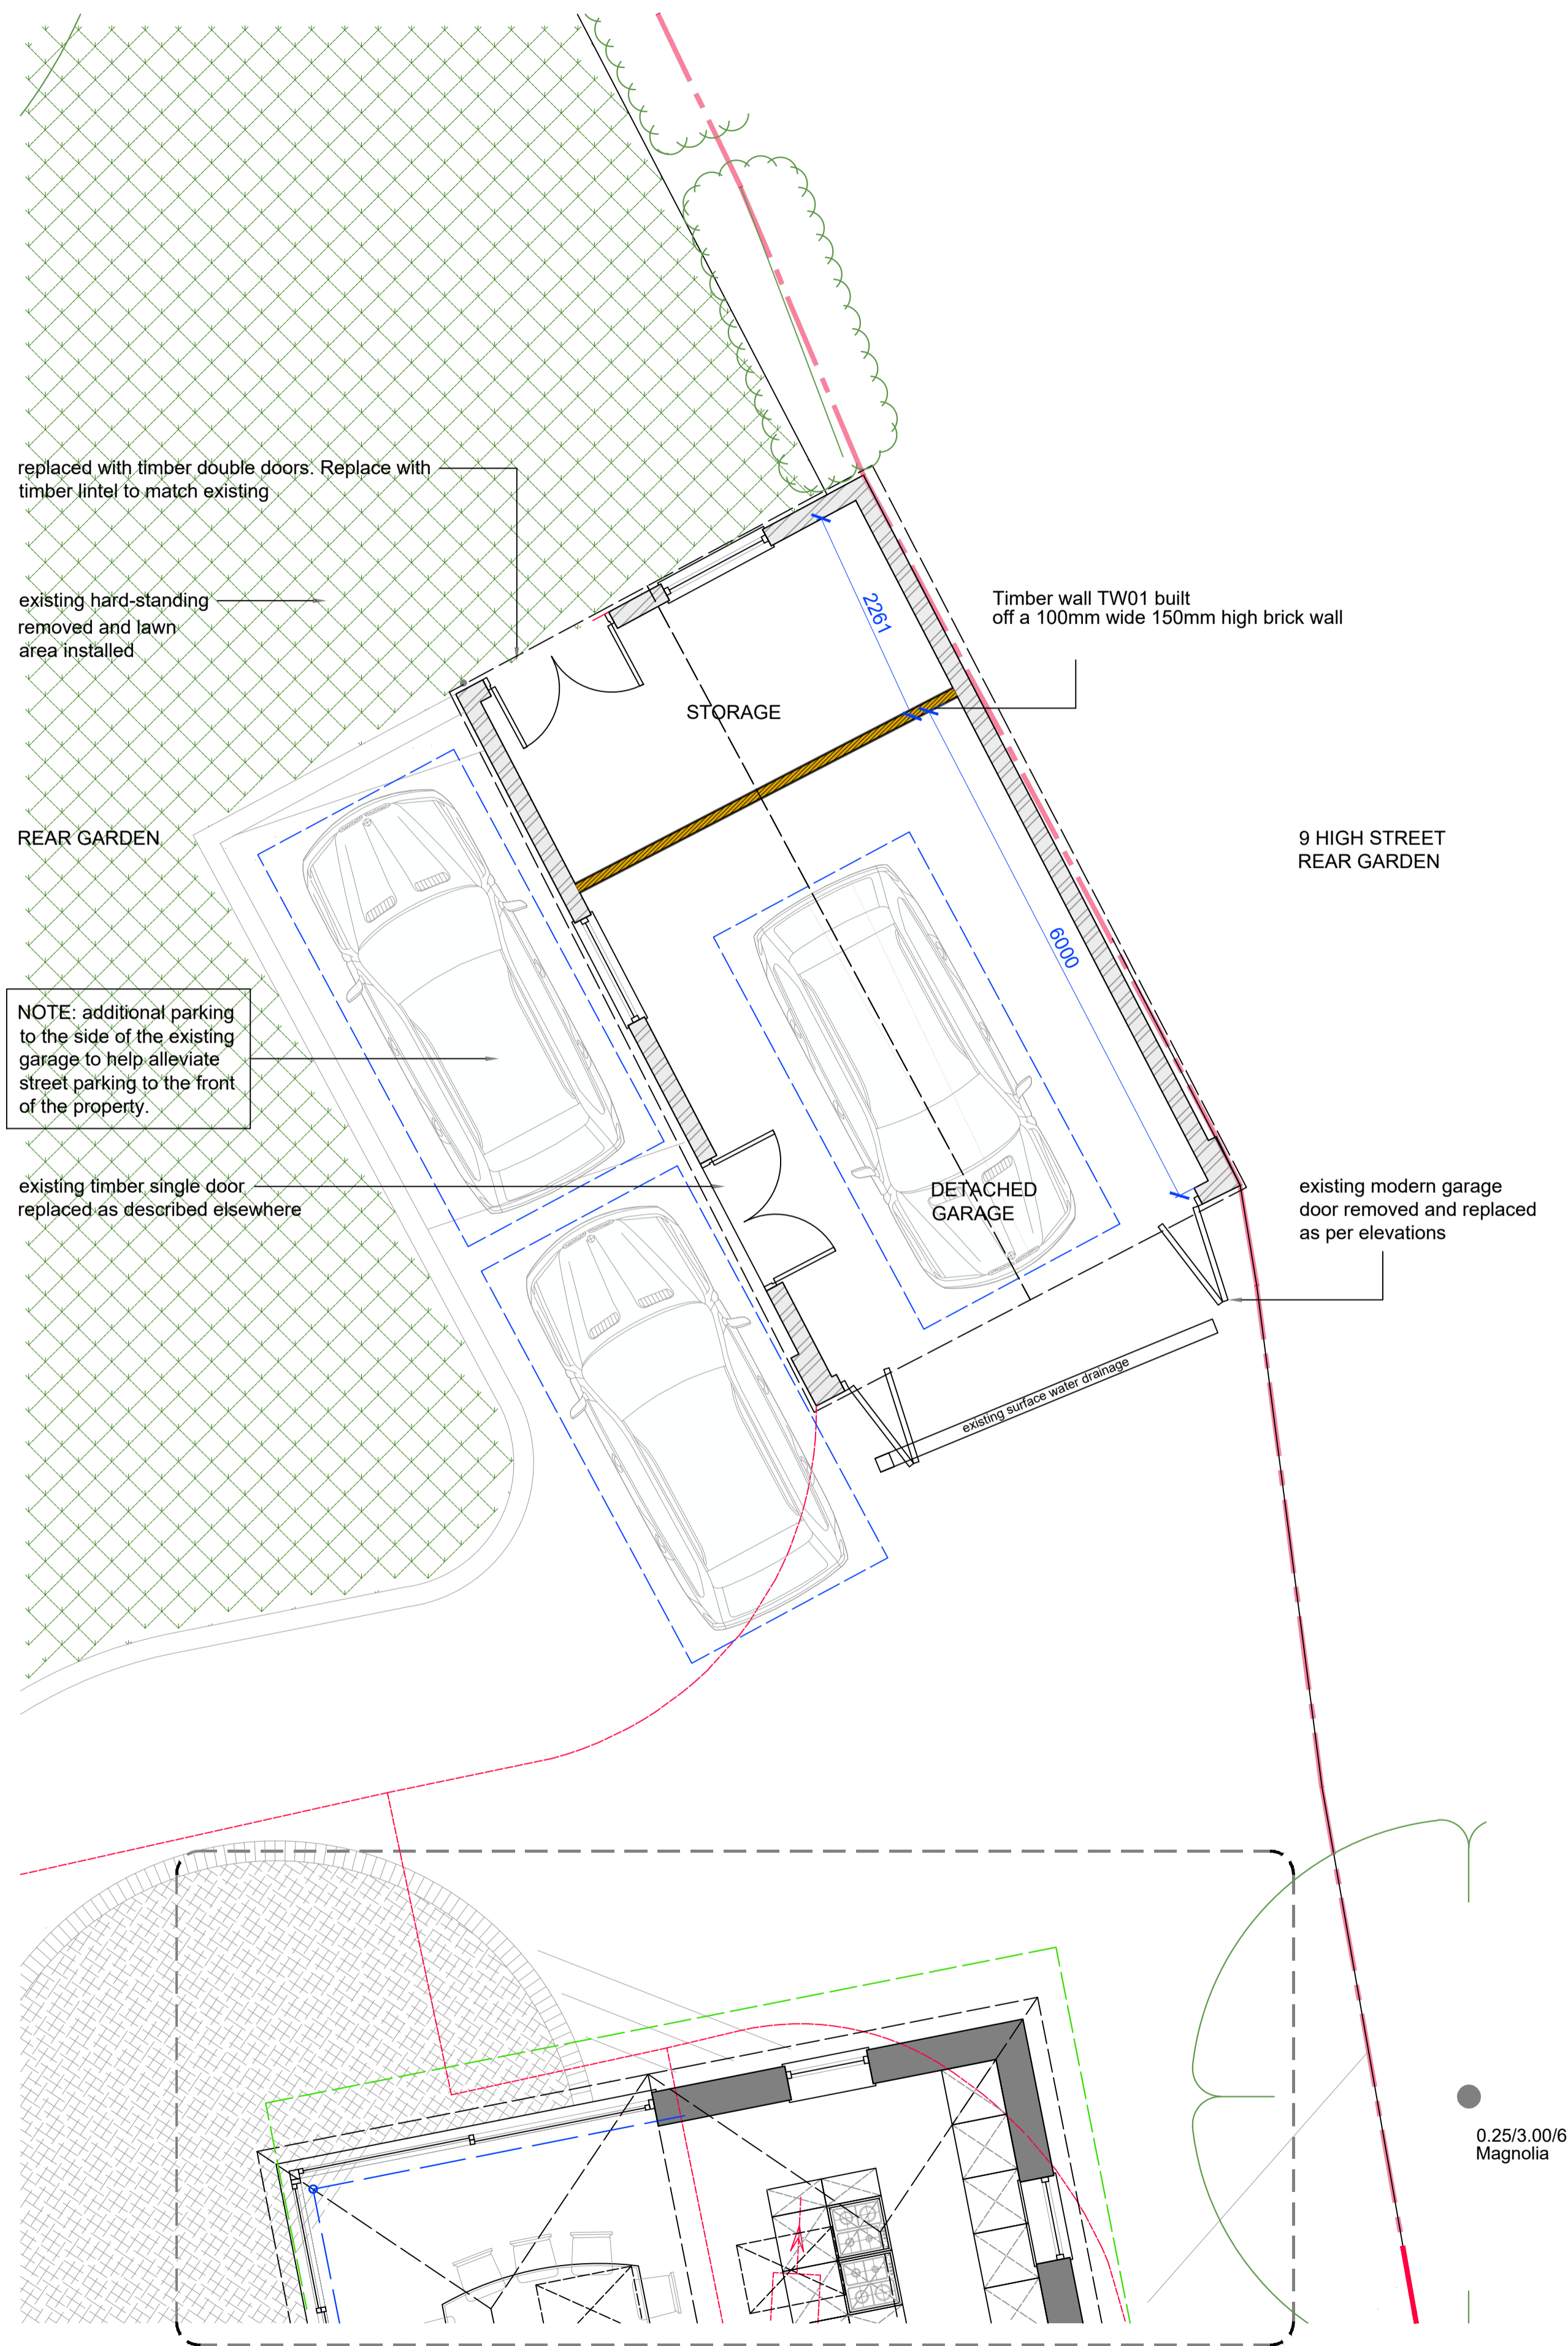 replaced with timber double doors. Replace with
timber lintel to match existing
existing hard-standing
removed and lawn
area installed
Timber wall TW01 built
off a 100mm wide 150mm high brick wall
2261
STORAGE
REAR GARDEN
9 HIGH STREET
REAR GARDEN
6000
NOTE: additional parking
to the side of the existing
garage to help alleviate
street parking to the front
of the property.
existing timber single door
replaced as described elsewhere
DETACHED
GARAGE
existing modern garage
door removed and replaced
as per elevations
existing surface water drainage
0.25/3.00/6
Magnolia